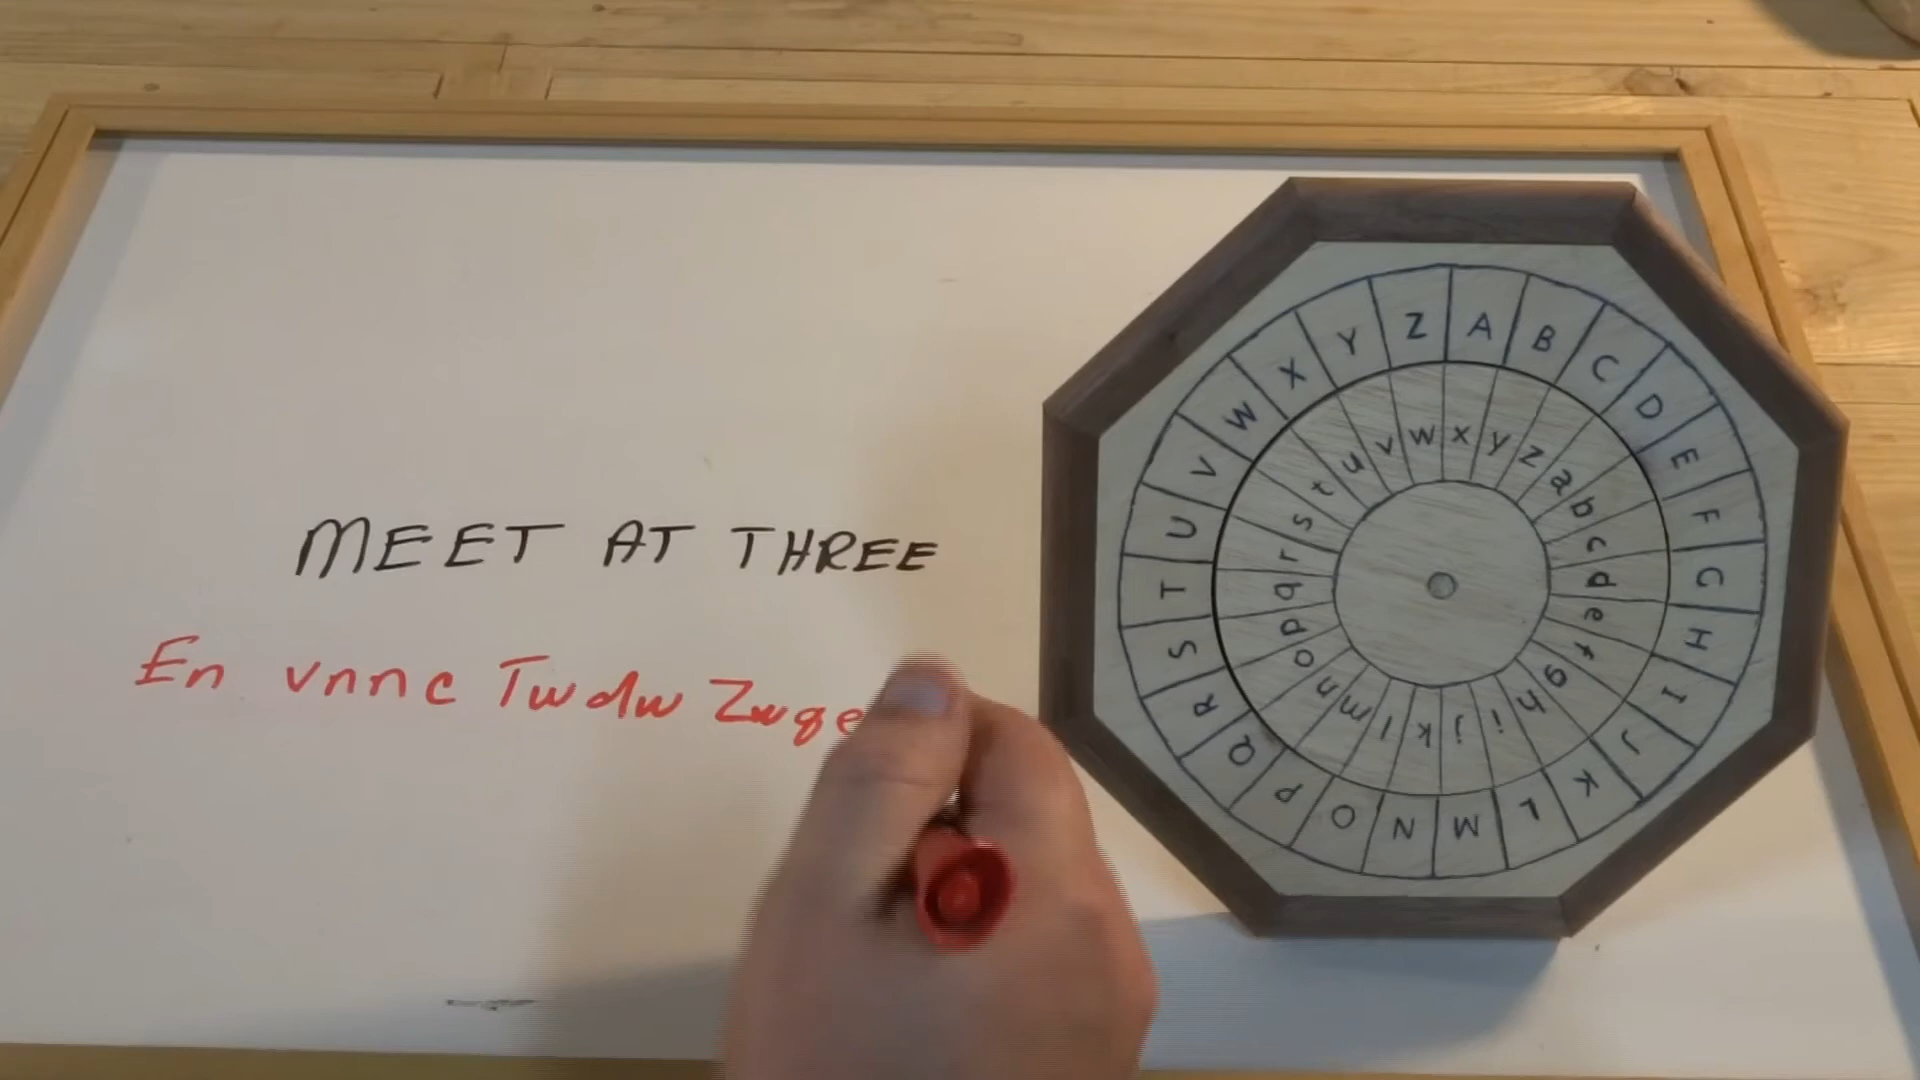 MEET AT THREE
En vnnc Twdw Zwqe
Z A B C D E F G H I J K L M N O P Q R S T U V W X Y
w x y z a b c d e f g h i j k l m n o p q r s t u v